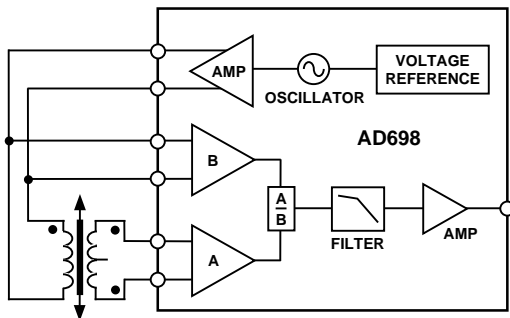 AMP
OSCILLATOR
VOLTAGE
REFERENCE
AD698
B
A
B
A
FILTER
AMP